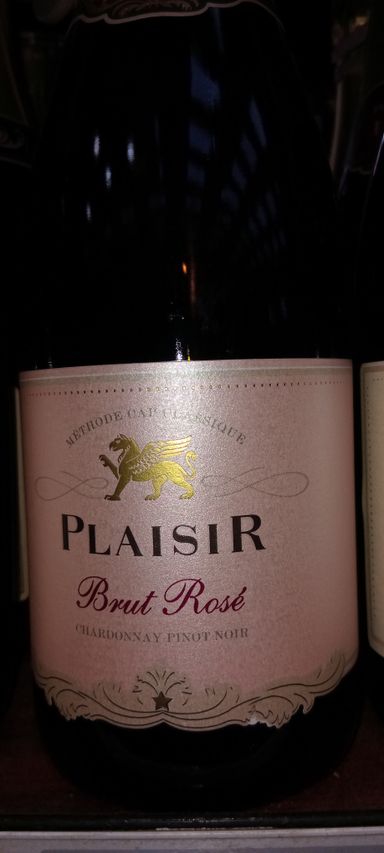 MÉTHODE CAP CLASSIQUE
PLAISIR
Brut Rosé
CHARDONNAY PINOT NOIR